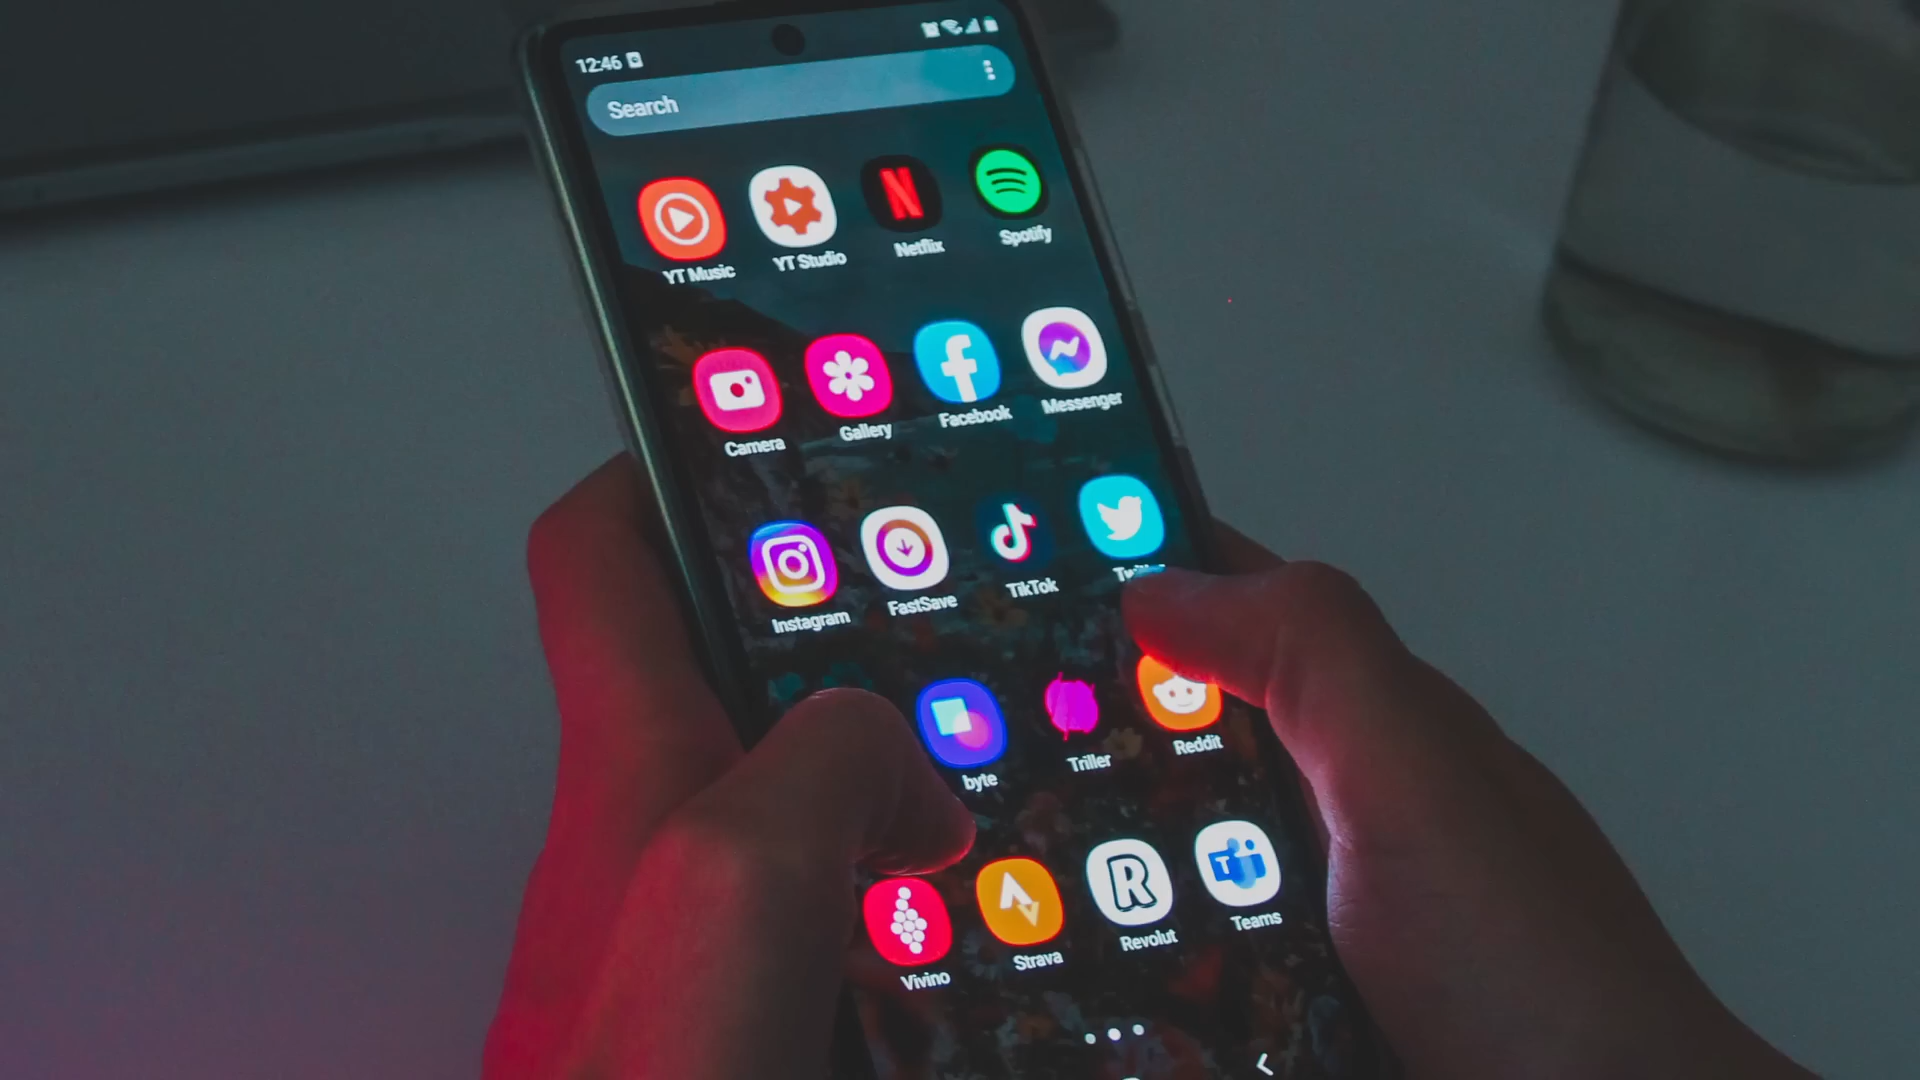 12:46
Search
YT Music
YT Studio
Netflix
Spotify
Camera
Gallery
Facebook
Messenger
Instagram
FastSave
TikTok
byte
Triller
Reddit
Vivino
Strava
Revolut
Teams